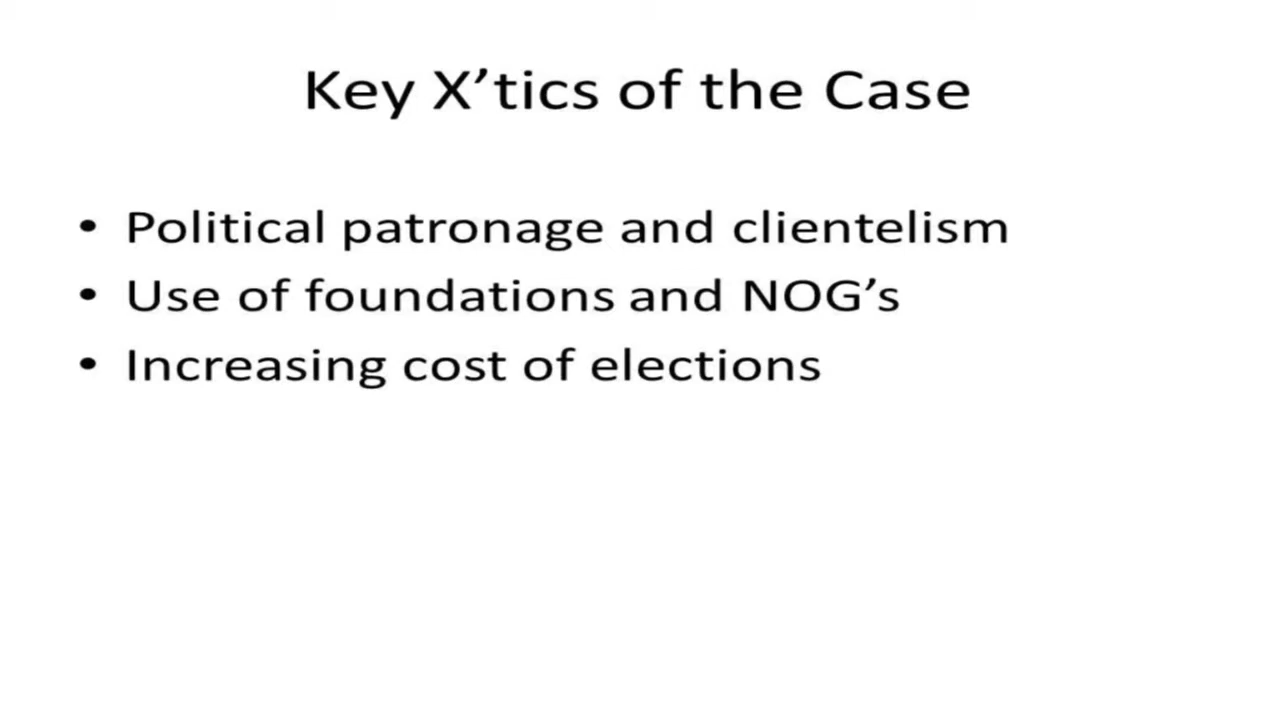 Key X’tics of the Case
• Political patronage and clientelism
• Use of foundations and NOG’s
• Increasing cost of elections